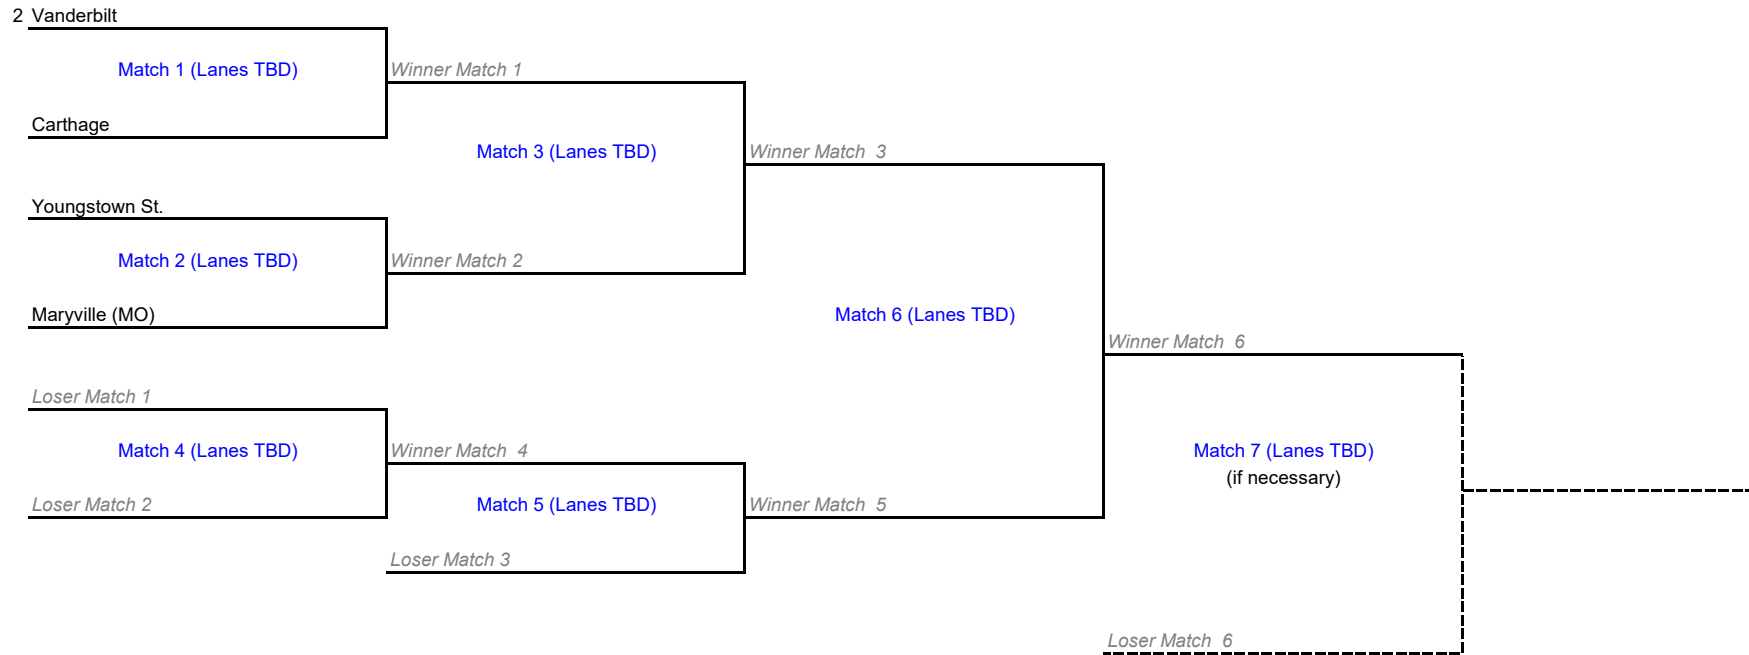 2 Vanderbilt
Match 1 (Lanes TBD)
Winner Match 1
Carthage
Match 3 (Lanes TBD)
Winner Match  3
Youngstown St.
Match 2 (Lanes TBD)
Winner Match 2
Maryville (MO)
Match 6 (Lanes TBD)
Winner Match  6
Loser Match 1
Match 4 (Lanes TBD)
Winner Match  4
Match 7 (Lanes TBD)
(if necessary)
Loser Match 2
Match 5 (Lanes TBD)
Winner Match  5
Loser Match 3
Loser Match  6